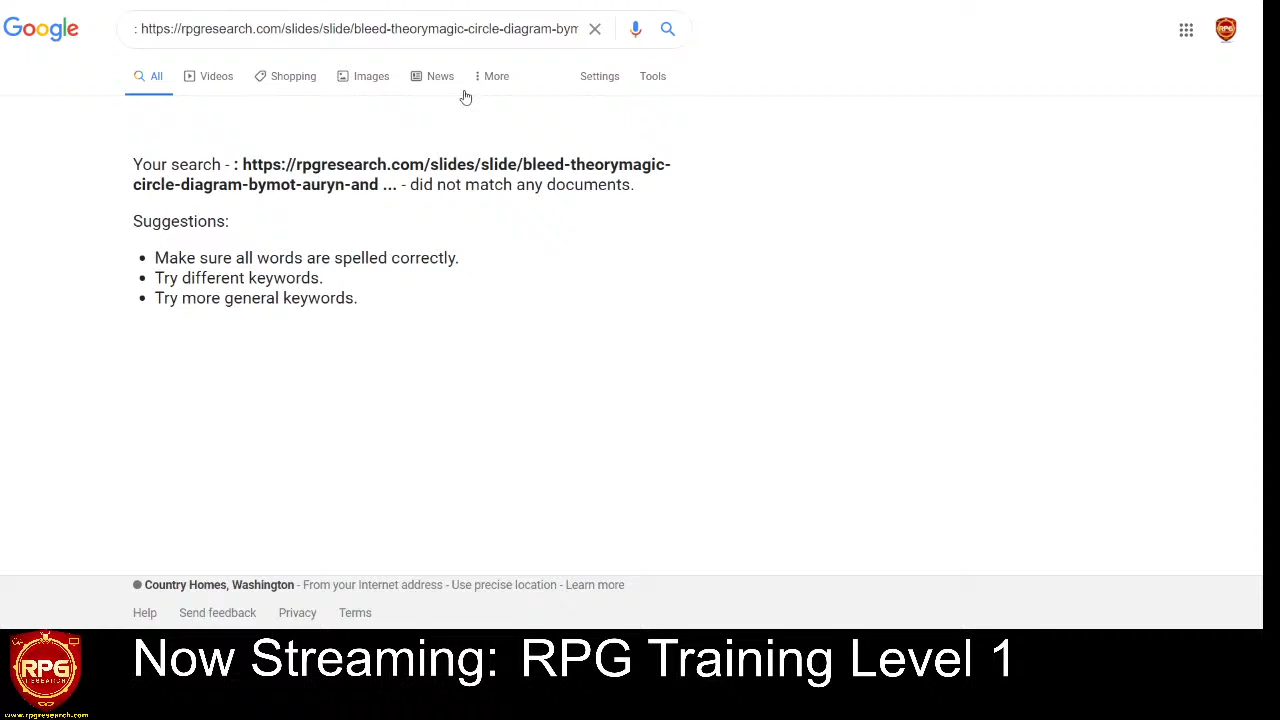 Google
: https://rpgresearch.com/slides/slide/bleed-theorymagic-circle-diagram-bym
All Videos Shopping Images News More Settings Tools
Your search - : https://rpgresearch.com/slides/slide/bleed-theorymagic-
circle-diagram-bymot-auryn-and ... - did not match any documents.
Suggestions:
Make sure all words are spelled correctly.
Try different keywords.
Try more general keywords.
Country Homes, Washington - From your Internet address - Use precise location - Learn more
Help Send feedback Privacy Terms
Now Streaming: RPG Training Level 1
RPG
RESEARCH
www.rpgresearch.com